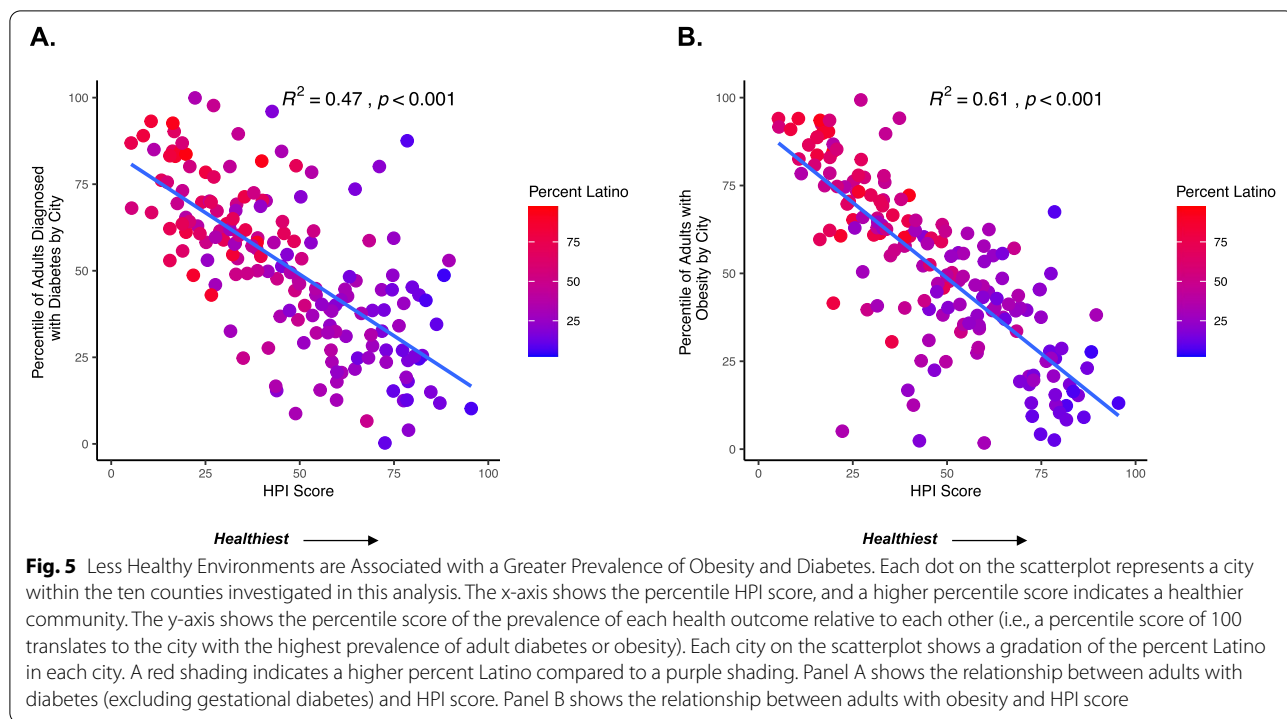 A.
B.
R² = 0.47 , p < 0.001
R² = 0.61 , p < 0.001
Percentile of Adults Diagnosed
with Diabetes by City
100
75
50
25
0
0 25 50 75 100
HPI Score
Percent Latino
75
50
25
Percentile of Adults with
Obesity by City
100
75
50
25
0
0 25 50 75 100
HPI Score
Percent Latino
75
50
25
Healthiest
Healthiest
Fig. 5 Less Healthy Environments are Associated with a Greater Prevalence of Obesity and Diabetes. Each dot on the scatterplot represents a city
within the ten counties investigated in this analysis. The x-axis shows the percentile HPI score, and a higher percentile score indicates a healthier
community. The y-axis shows the percentile score of the prevalence of each health outcome relative to each other (i.e., a percentile score of 100
translates to the city with the highest prevalence of adult diabetes or obesity). Each city on the scatterplot shows a gradation of the percent Latino
in each city. A red shading indicates a higher percent Latino compared to a purple shading. Panel A shows the relationship between adults with
diabetes (excluding gestational diabetes) and HPI score. Panel B shows the relationship between adults with obesity and HPI score